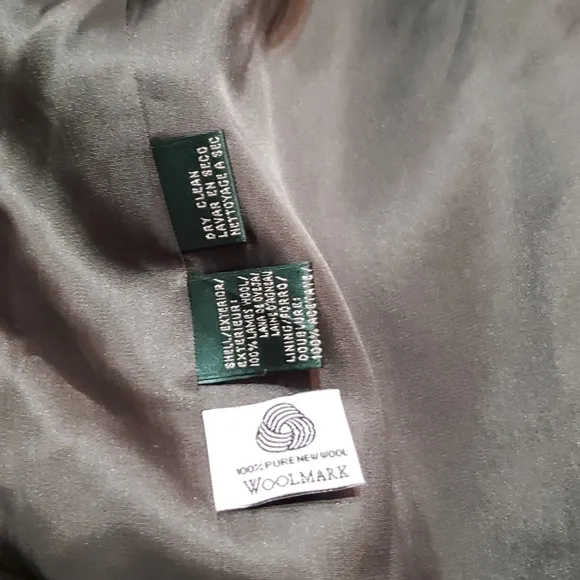 DRY CLEAN
LAVAR EN SECO
NETTOYAGE A SEC
SHELL/EXTERIOR/
EXTERIEUR:
100% LAMBS WOOL/
LANA DE OVEJA/
LAINE D'AGNEAU
LINING/FORRO/
DOUBLURE:
100% ACETATE/
100% PURE NEW WOOL
WOOLMARK